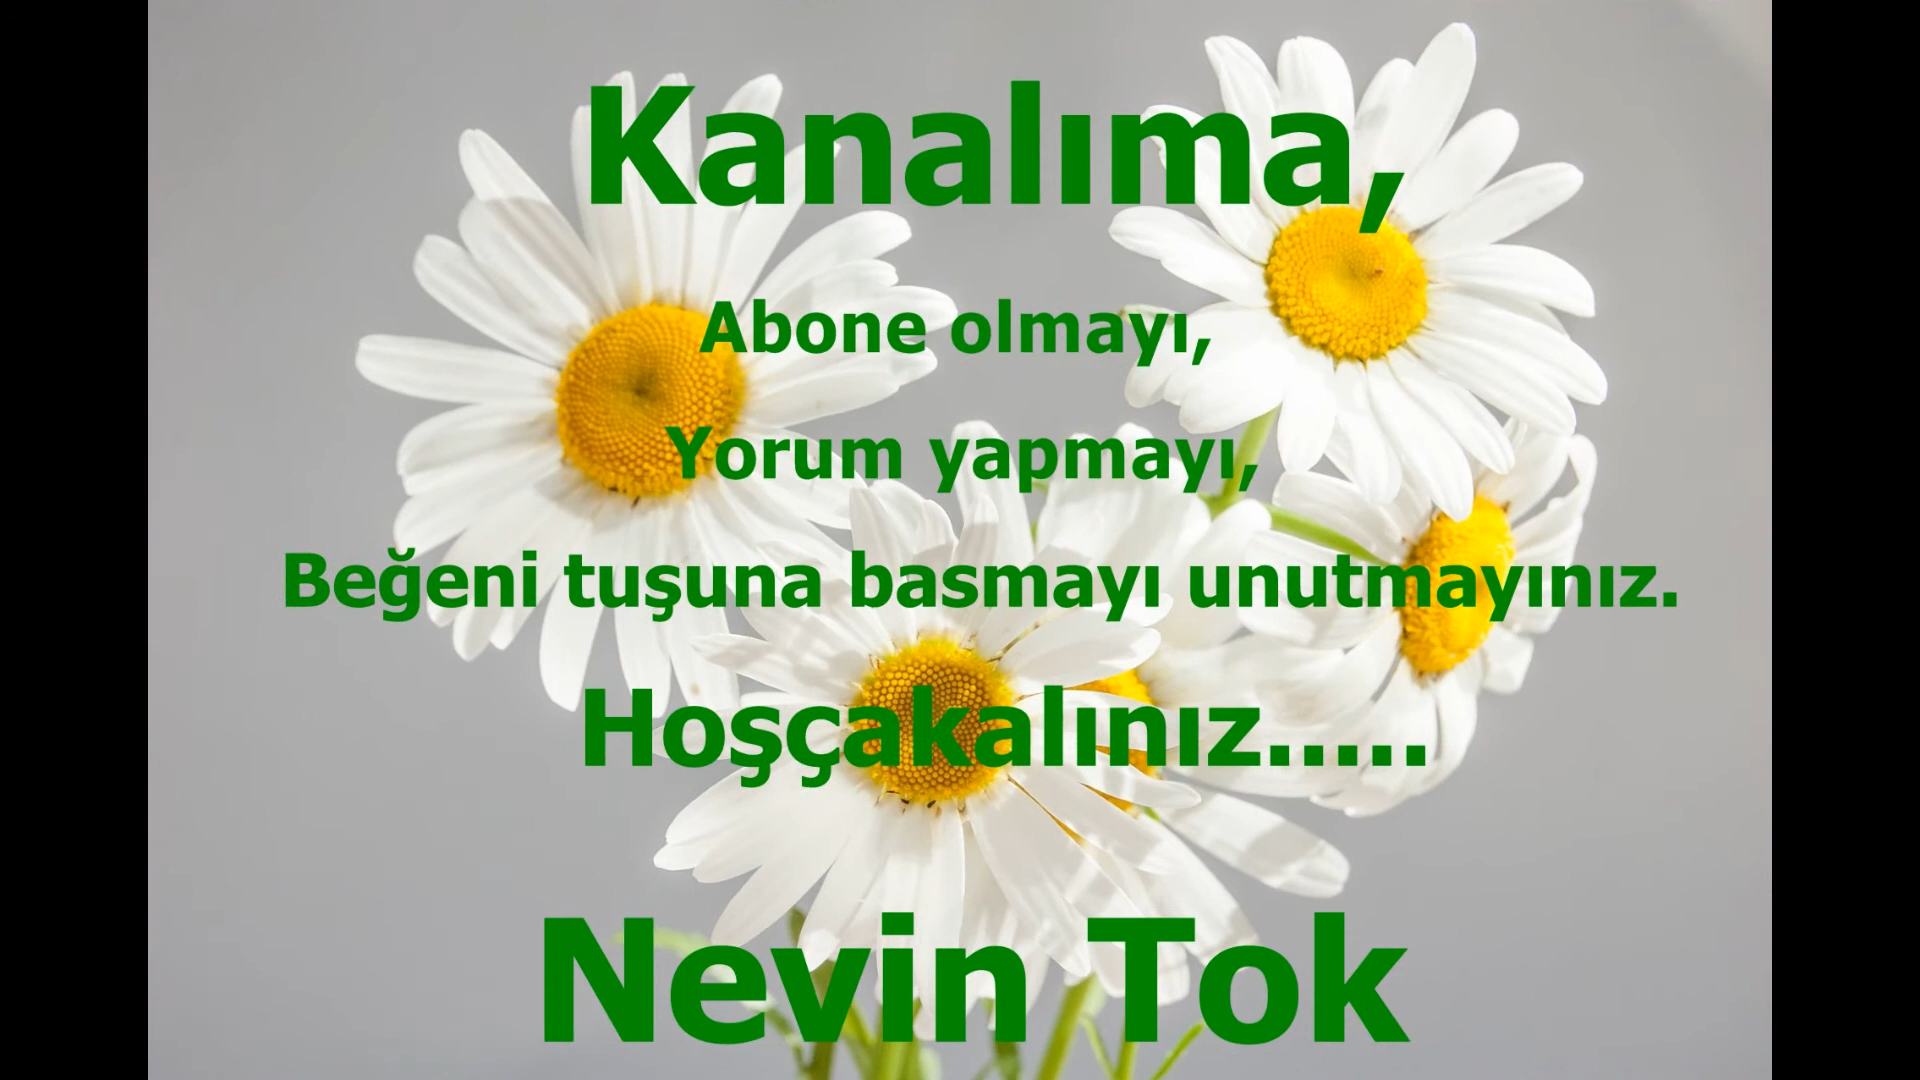 Kanalıma,
Abone olmayı,
Yorum yapmayı,
Beğeni tuşuna basmayı unutmayınız.
Hoşçakalınız.....
Nevin Tok